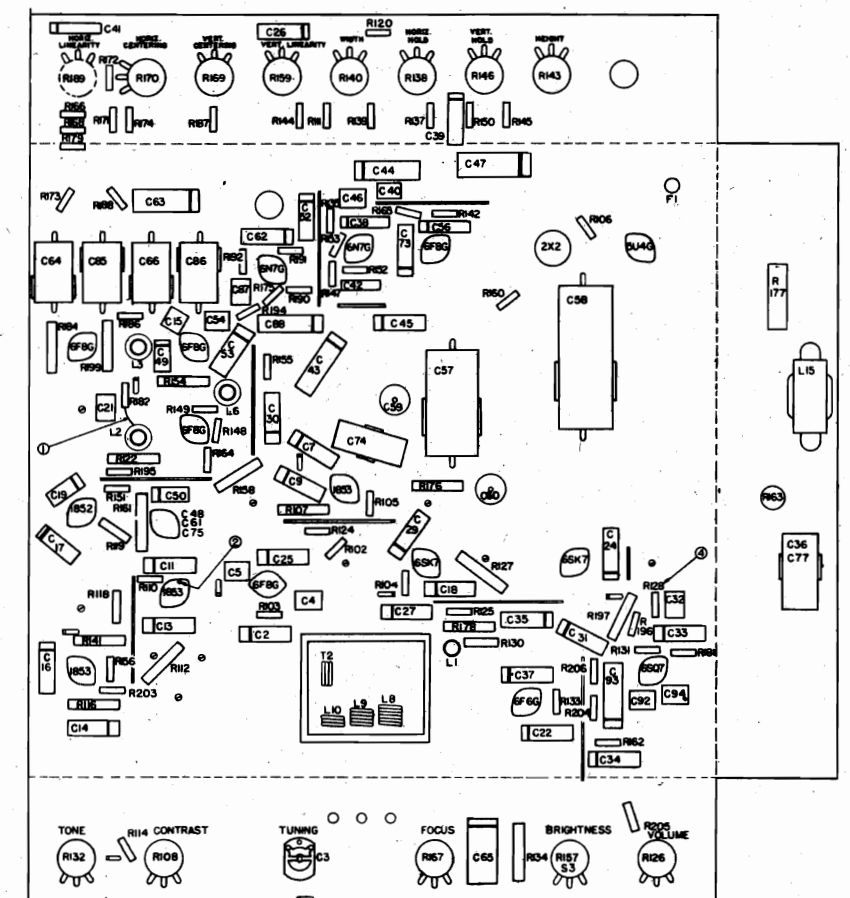 C41
C26
R120
HORIZ. LINEARITY
HORIZ. CENTERING
VERT. CENTERING
VERT. LINEARITY
WIDTH
HORIZ. HOLD
VERT. HOLD
HEIGHT
R189
R172
R170
R169
R159
R140
R138
R146
R143
R166
R168
R179
R171
R174
R187
R144
R111
R139
R137
C39
R150
R145
C44
C47
R173
R188
C63
C52
R135
C46
C40
R165
R142
F1
C38
C56
R106
C62
R153
6N7G
C73
6F8G
2X2
5U4G
C64
C85
C66
C86
R192
R191
6N7G
R152
C42
R147
C87
R175
R190
R160
C58
R177
R186
C15
C54
R194
C88
C45
R184
6F8G
R199
L3
C49
6F8G
C53
R155
C43
C57
L15
R154
C21
R182
L6
C30
C59
R149
6F8G
R148
L2
1
C7
C74
R122
R195
R164
C19
R151
R161
C50
R158
C9
1853
R105
R176
C60
R163
1852
C48
C61
C75
R107
C17
R119
2
R124
R102
C29
C24
C36
C77
C11
C25
6SK7
R127
6SK7
4
R110
1853
C5
6F8G
R104
C18
R128
R118
C4
C32
R103
C27
R125
R197
C13
C2
R178
C35
C31
R196
C33
R141
R130
L1
R131
C16
1853
R156
R112
T2
C37
R206
C93
6SQ7
R203
R116
L10
L9
L8
6F6G
R133
R204
C92
C94
C14
C22
R162
C34
TONE
R114
CONTRAST
TUNING
FOCUS
BRIGHTNESS
R205
VOLUME
R132
R108
C3
R167
C65
R134
R157
S3
R126